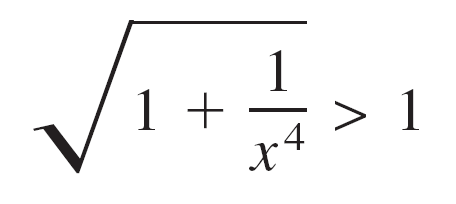 √(1 + 1/x⁴) > 1